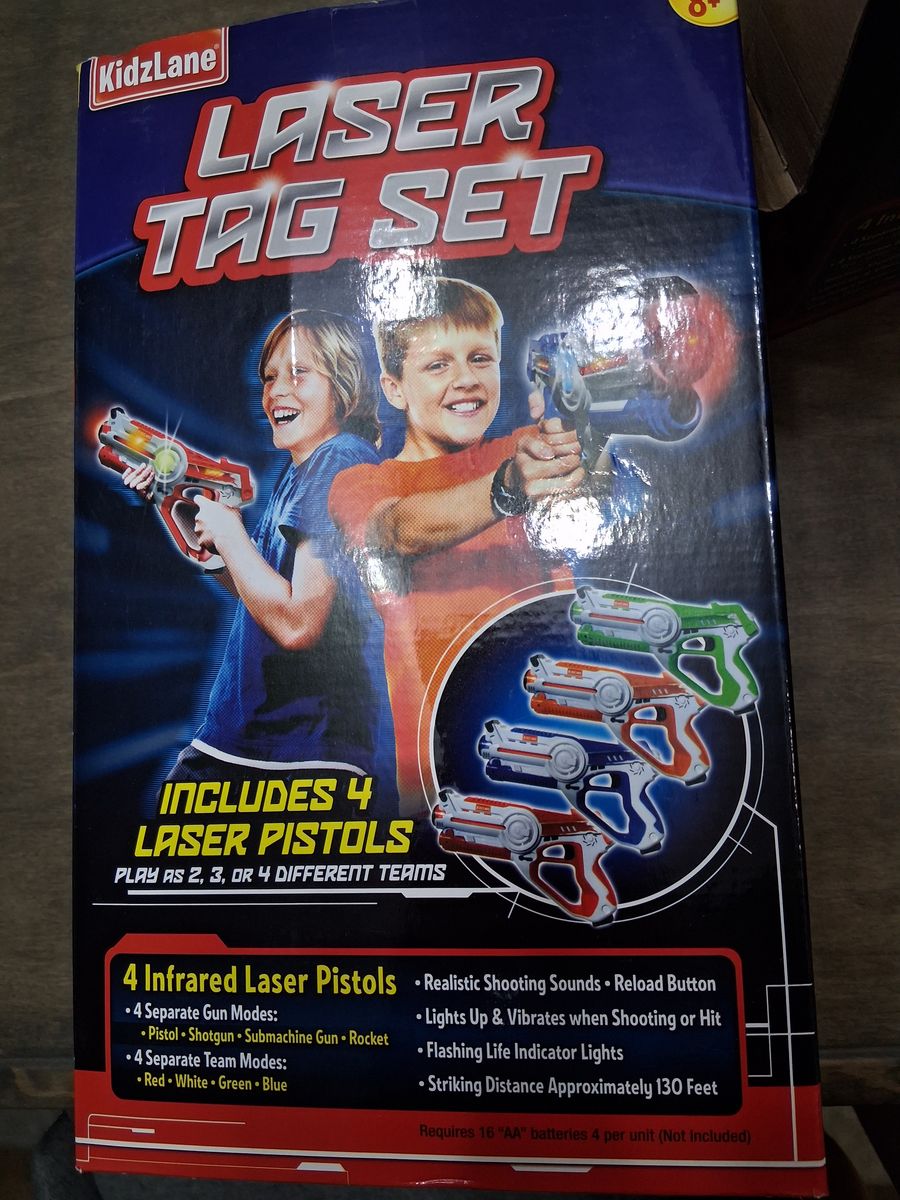 8+
KidzLane
LASER
TAG SET
INCLUDES 4
LASER PISTOLS
PLAY AS 2, 3, OR 4 DIFFERENT TEAMS
4 Infrared Laser Pistols
• 4 Separate Gun Modes:
• Pistol • Shotgun • Submachine Gun • Rocket
• 4 Separate Team Modes:
• Red • White • Green • Blue
• Realistic Shooting Sounds • Reload Button
• Lights Up & Vibrates when Shooting or Hit
• Flashing Life Indicator Lights
• Striking Distance Approximately 130 Feet
Requires 16 "AA" batteries 4 per unit (Not included)